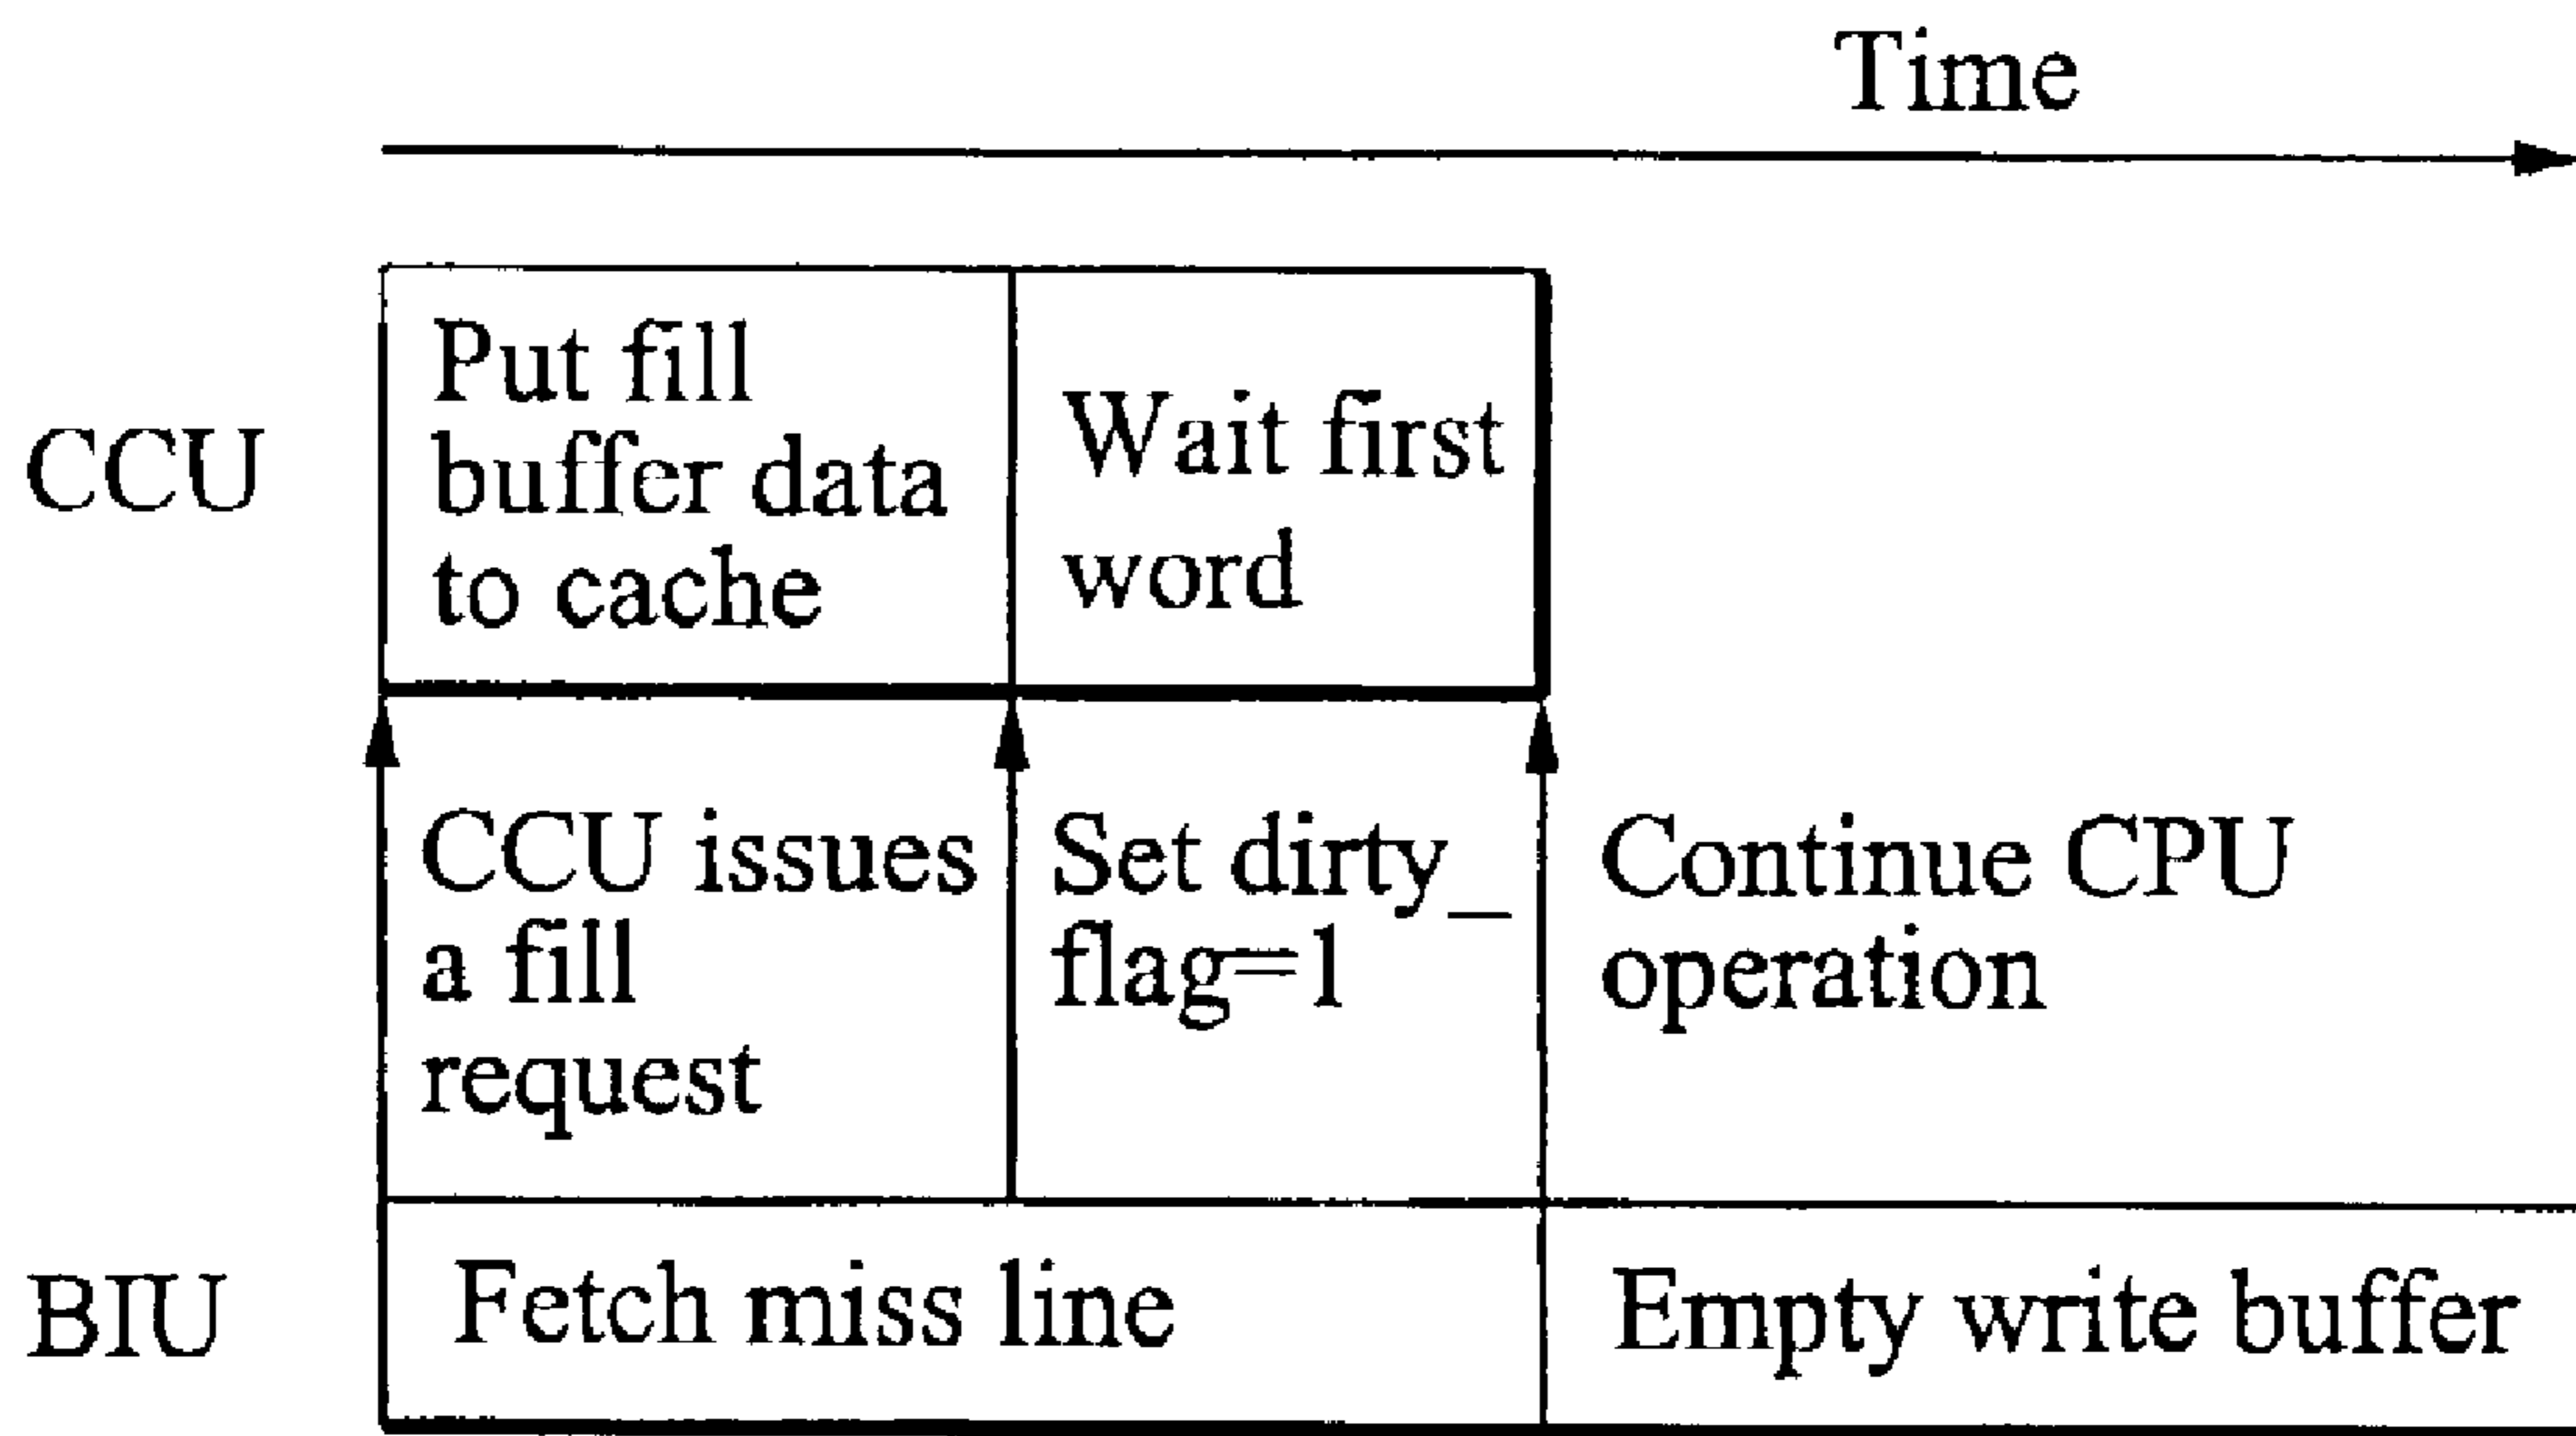 Time
CCU
Put fill
buffer data
to cache
Wait first
word
CCU issues
a fill
request
Set dirty_
flag=1
Continue CPU
operation
BIU
Fetch miss line
Empty write buffer